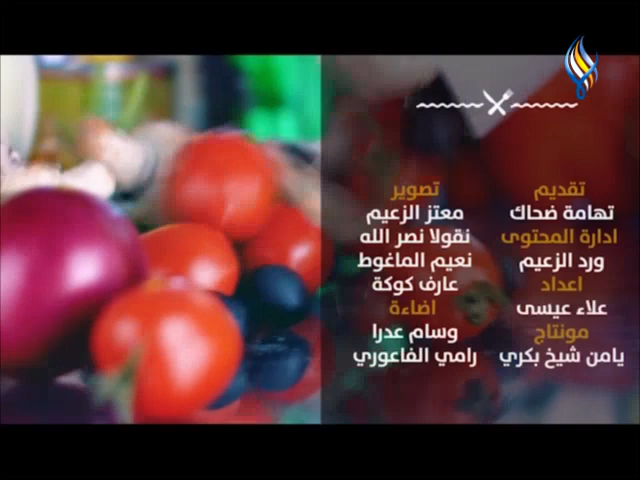 تقديم
تهامة ضحاك
ادارة المحتوى
ورد الزعيم
اعداد
علاء عيسى
مونتاج
يامن شيخ بكري
تصوير
معتز الزعيم
نقولا نصر الله
نعيم الماغوط
عارف كوكة
اضاءة
وسام عدرا
رامي الفاعوري